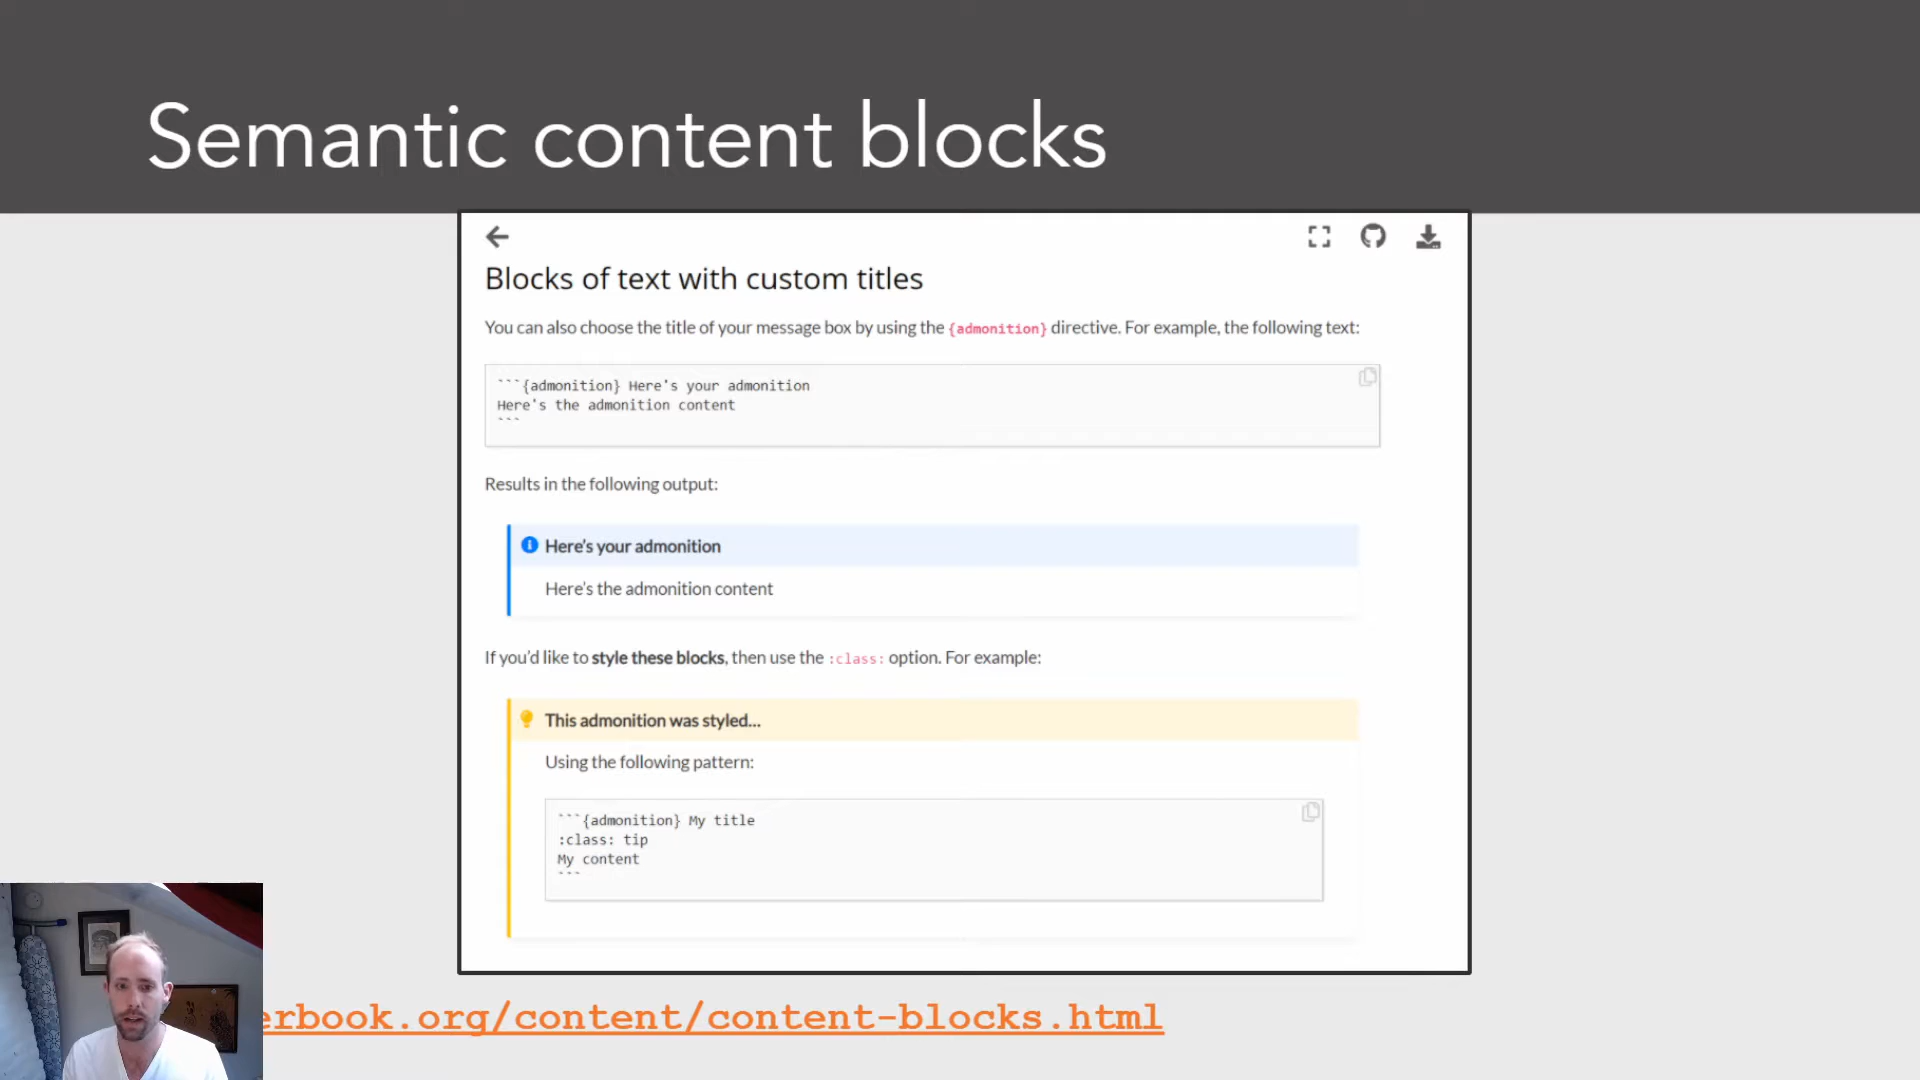 Semantic content blocks
Blocks of text with custom titles
You can also choose the title of your message box by using the {admonition} directive. For example, the following text:
```{admonition} Here's your admonition
Here's the admonition content
```
Results in the following output:
Here's your admonition
Here's the admonition content
If you'd like to style these blocks, then use the :class: option. For example:
This admonition was styled...
Using the following pattern:
```{admonition} My title
:class: tip
My content
```
erbook.org/content/content-blocks.html